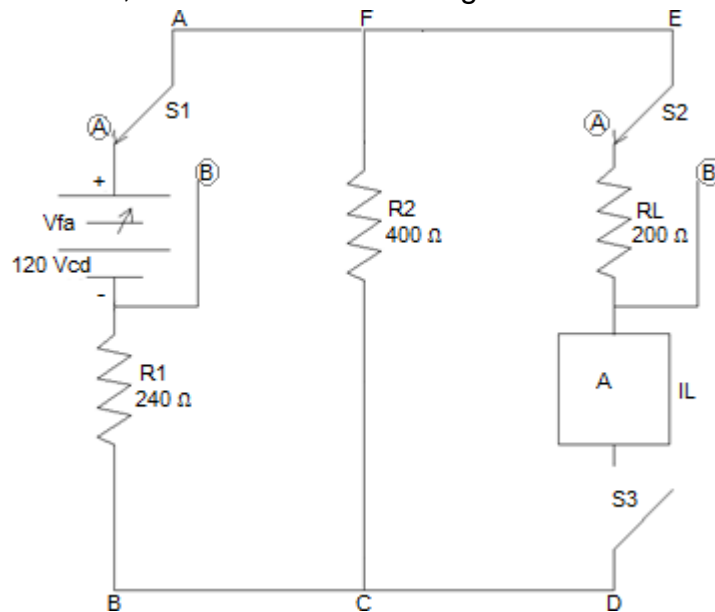 A F E
S1
S2
A
A
B
B
+
Vfa
R2
400 Ω
RL
200 Ω
120 Vcd
-
R1
240 Ω
A
IL
S3
B C D